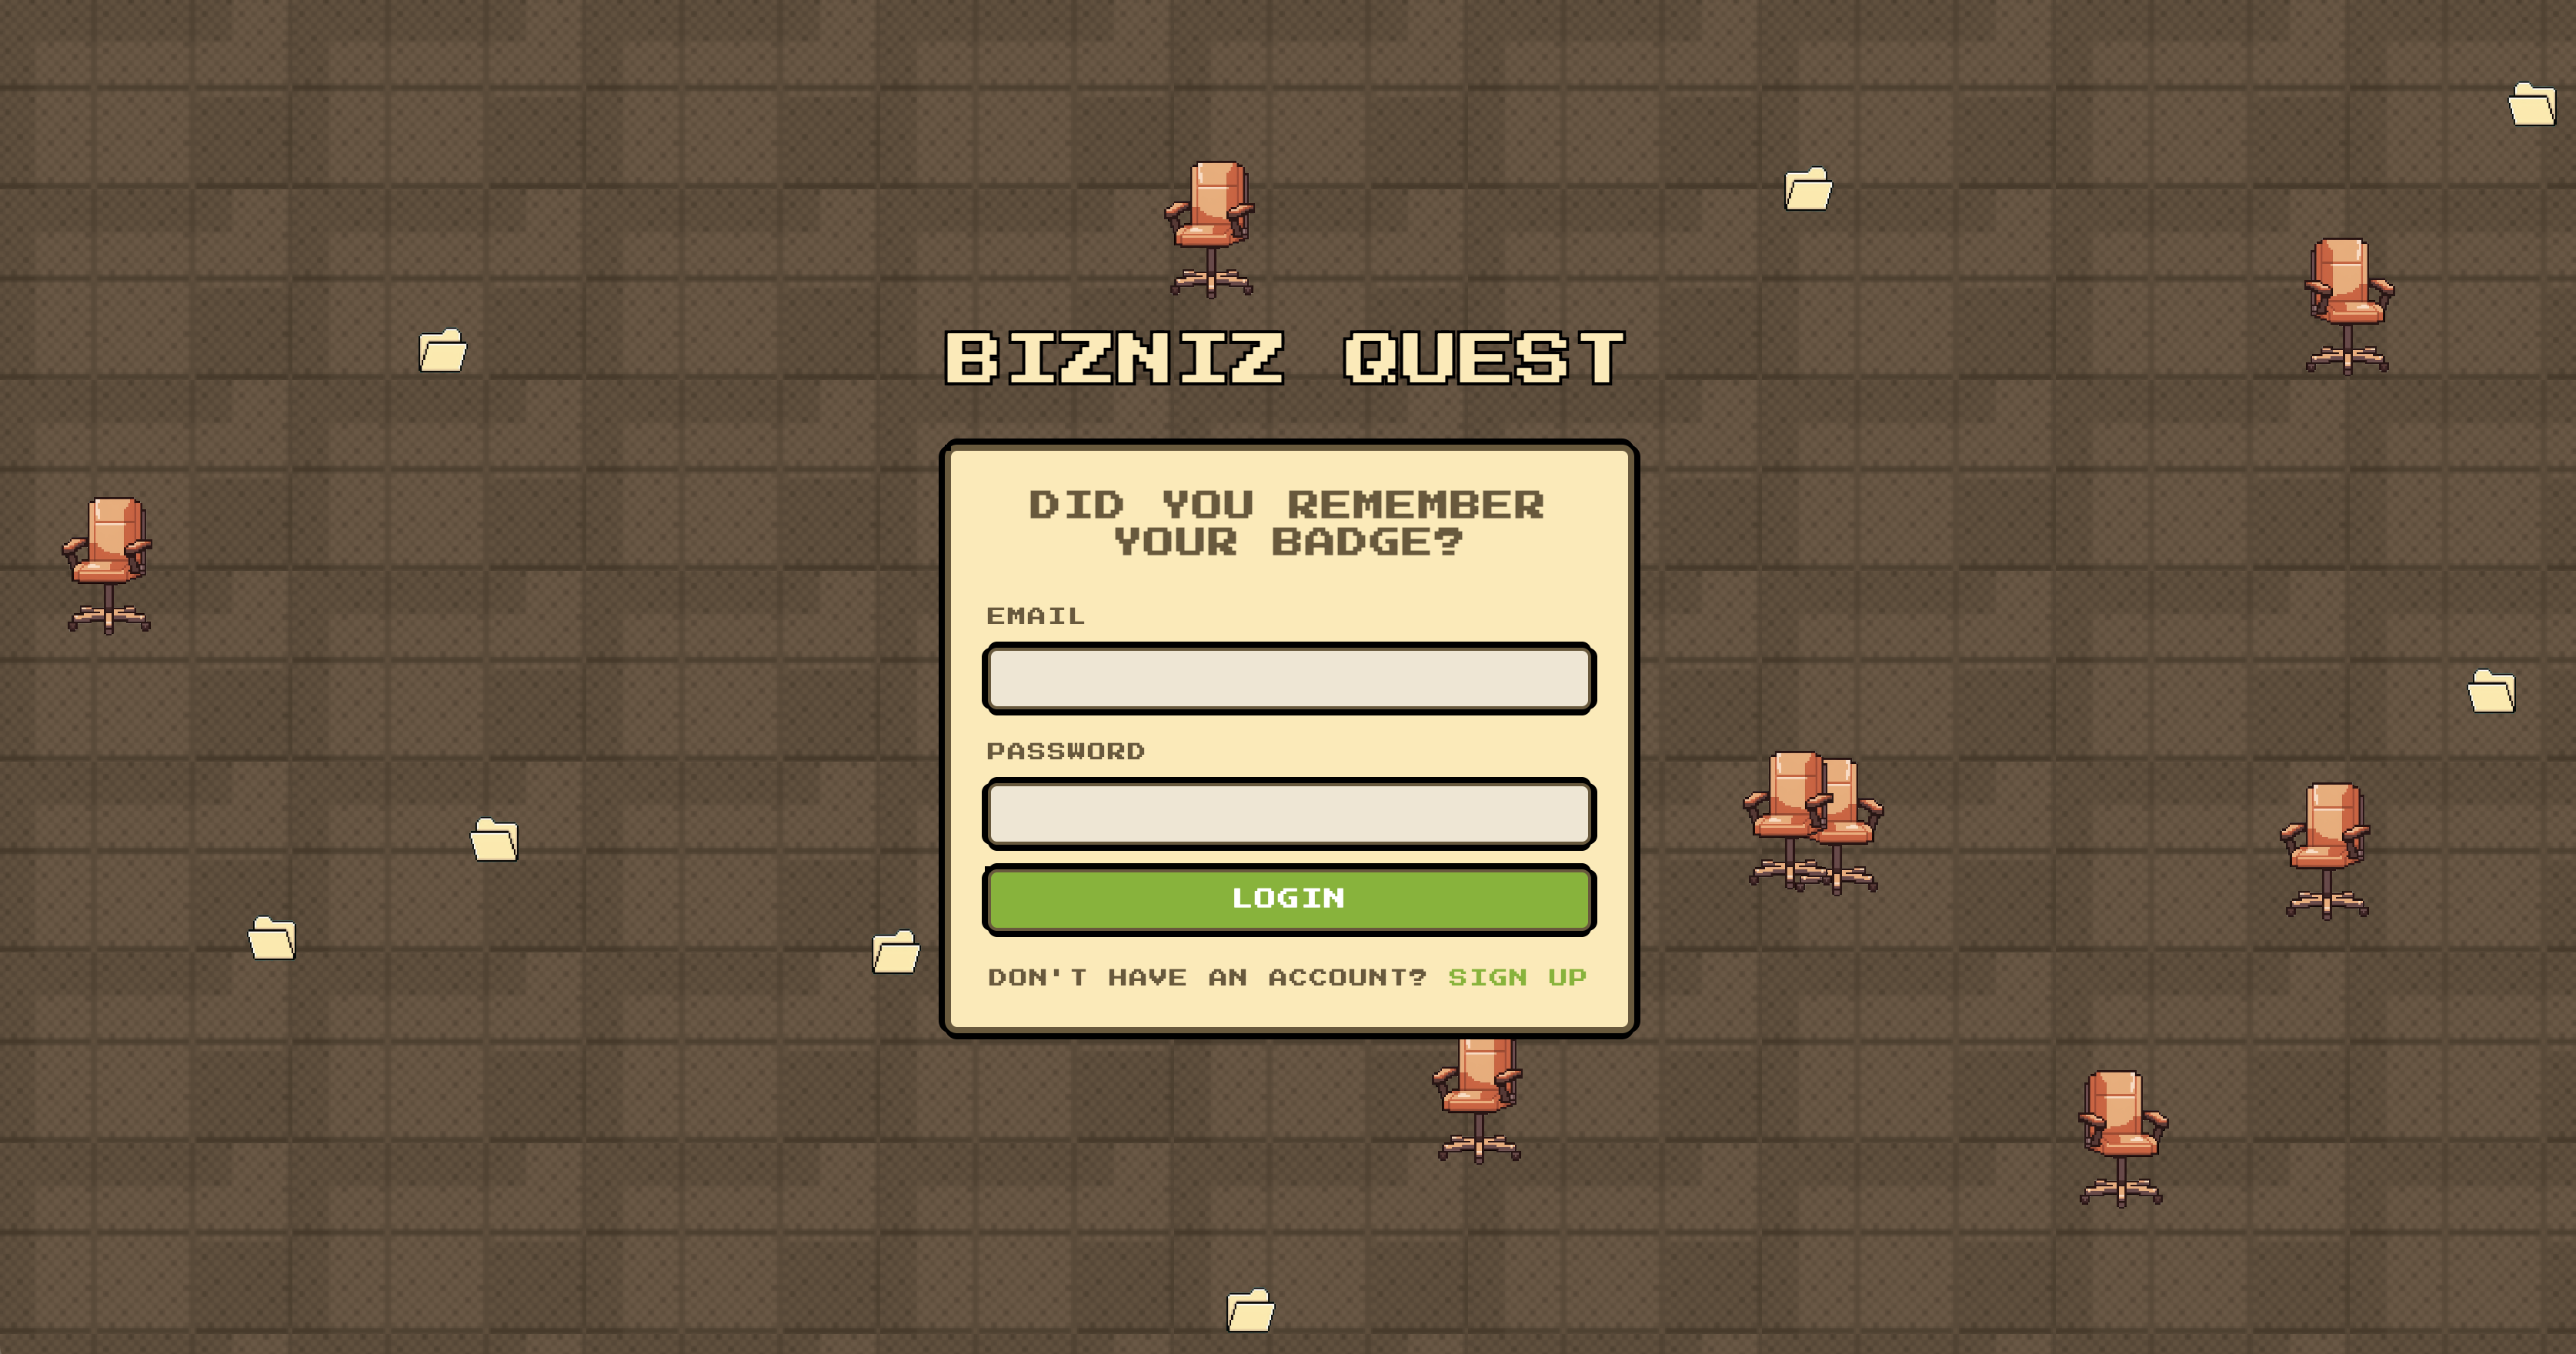 BIZNIZ QUEST
DID YOU REMEMBER
YOUR BADGE?
EMAIL
PASSWORD
LOGIN
DON'T HAVE AN ACCOUNT? SIGN UP